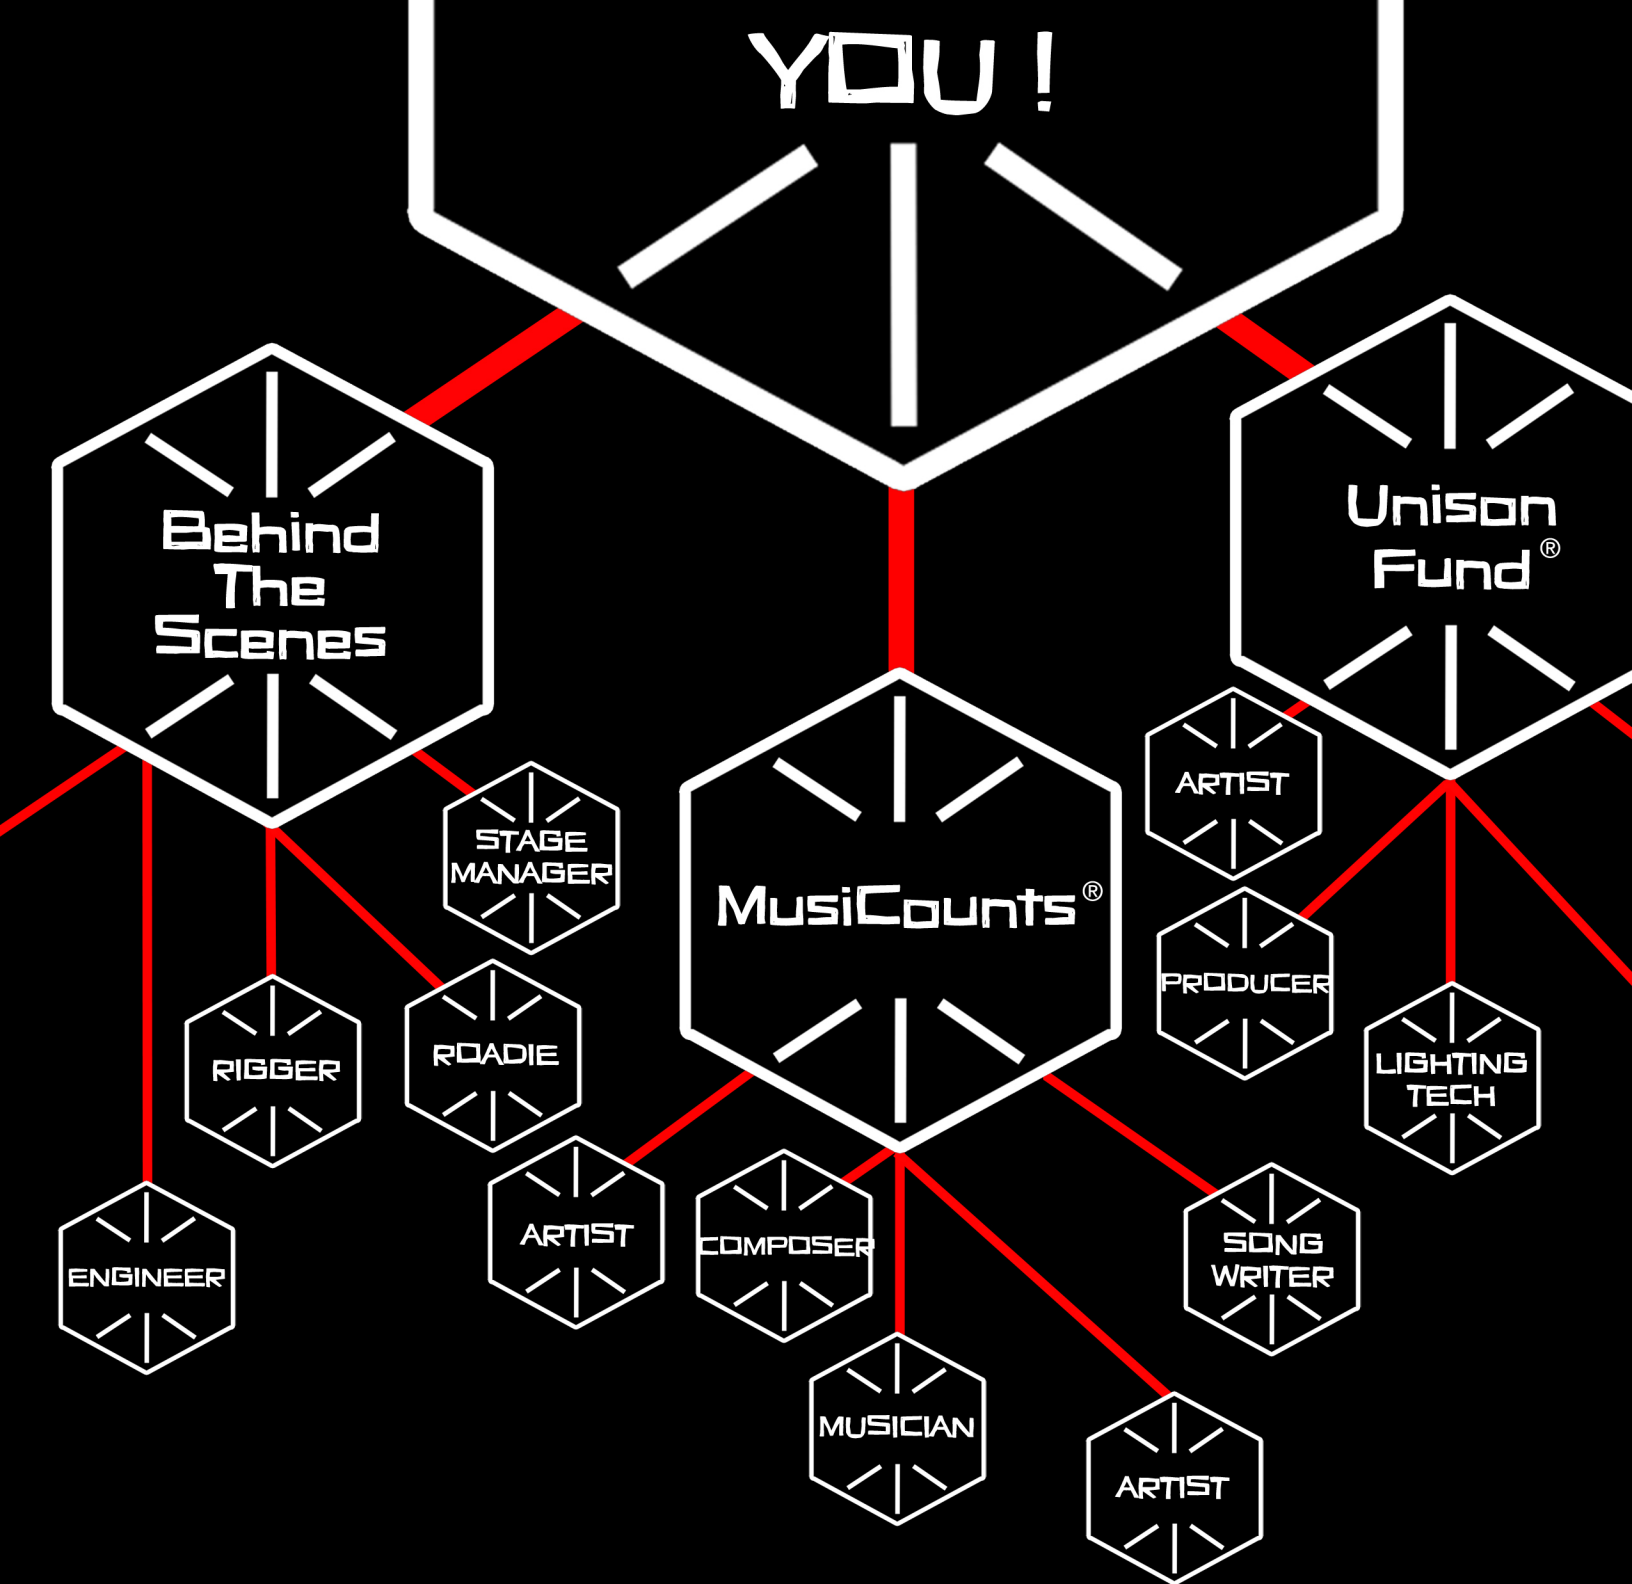 YOU !
Behind
The
Scenes
Unison
Fund®
MusiCounts®
STAGE
MANAGER
ARTIST
PRODUCER
LIGHTING
TECH
RIGGER
ROADIE
ENGINEER
ARTIST
COMPOSER
SONG
WRITER
MUSICIAN
ARTIST